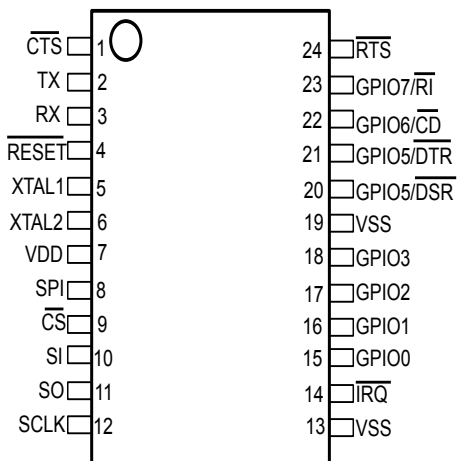 CTS 1 24 RTS
TX 2 23 GPIO7/RI
RX 3 22 GPIO6/CD
RESET 4 21 GPIO5/DTR
XTAL1 5 20 GPIO5/DSR
XTAL2 6 19 VSS
VDD 7 18 GPIO3
SPI 8 17 GPIO2
CS 9 16 GPIO1
SI 10 15 GPIO0
SO 11 14 IRQ
SCLK 12 13 VSS